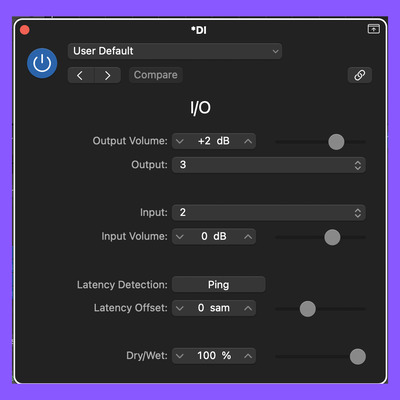 *DI
User Default
Compare
I/O
Output Volume: +2 dB
Output: 3
Input: 2
Input Volume: 0 dB
Latency Detection: Ping
Latency Offset: 0 sam
Dry/Wet: 100 %